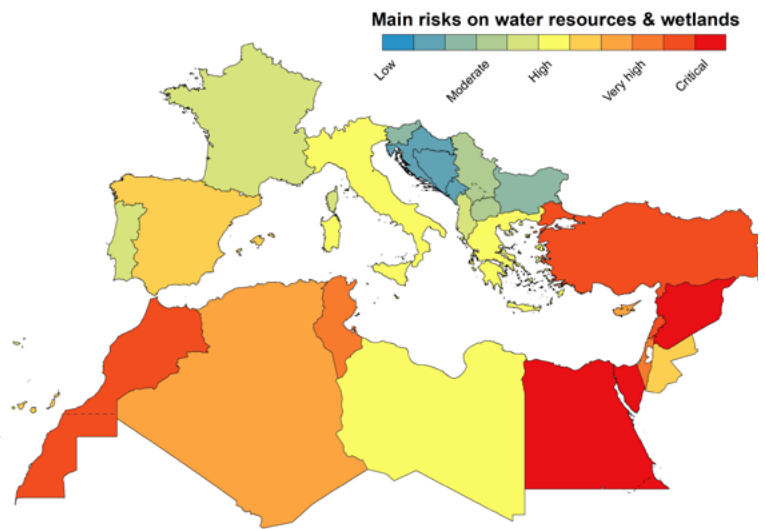 Main risks on water resources & wetlands
Low
Moderate
High
Very high
Critical